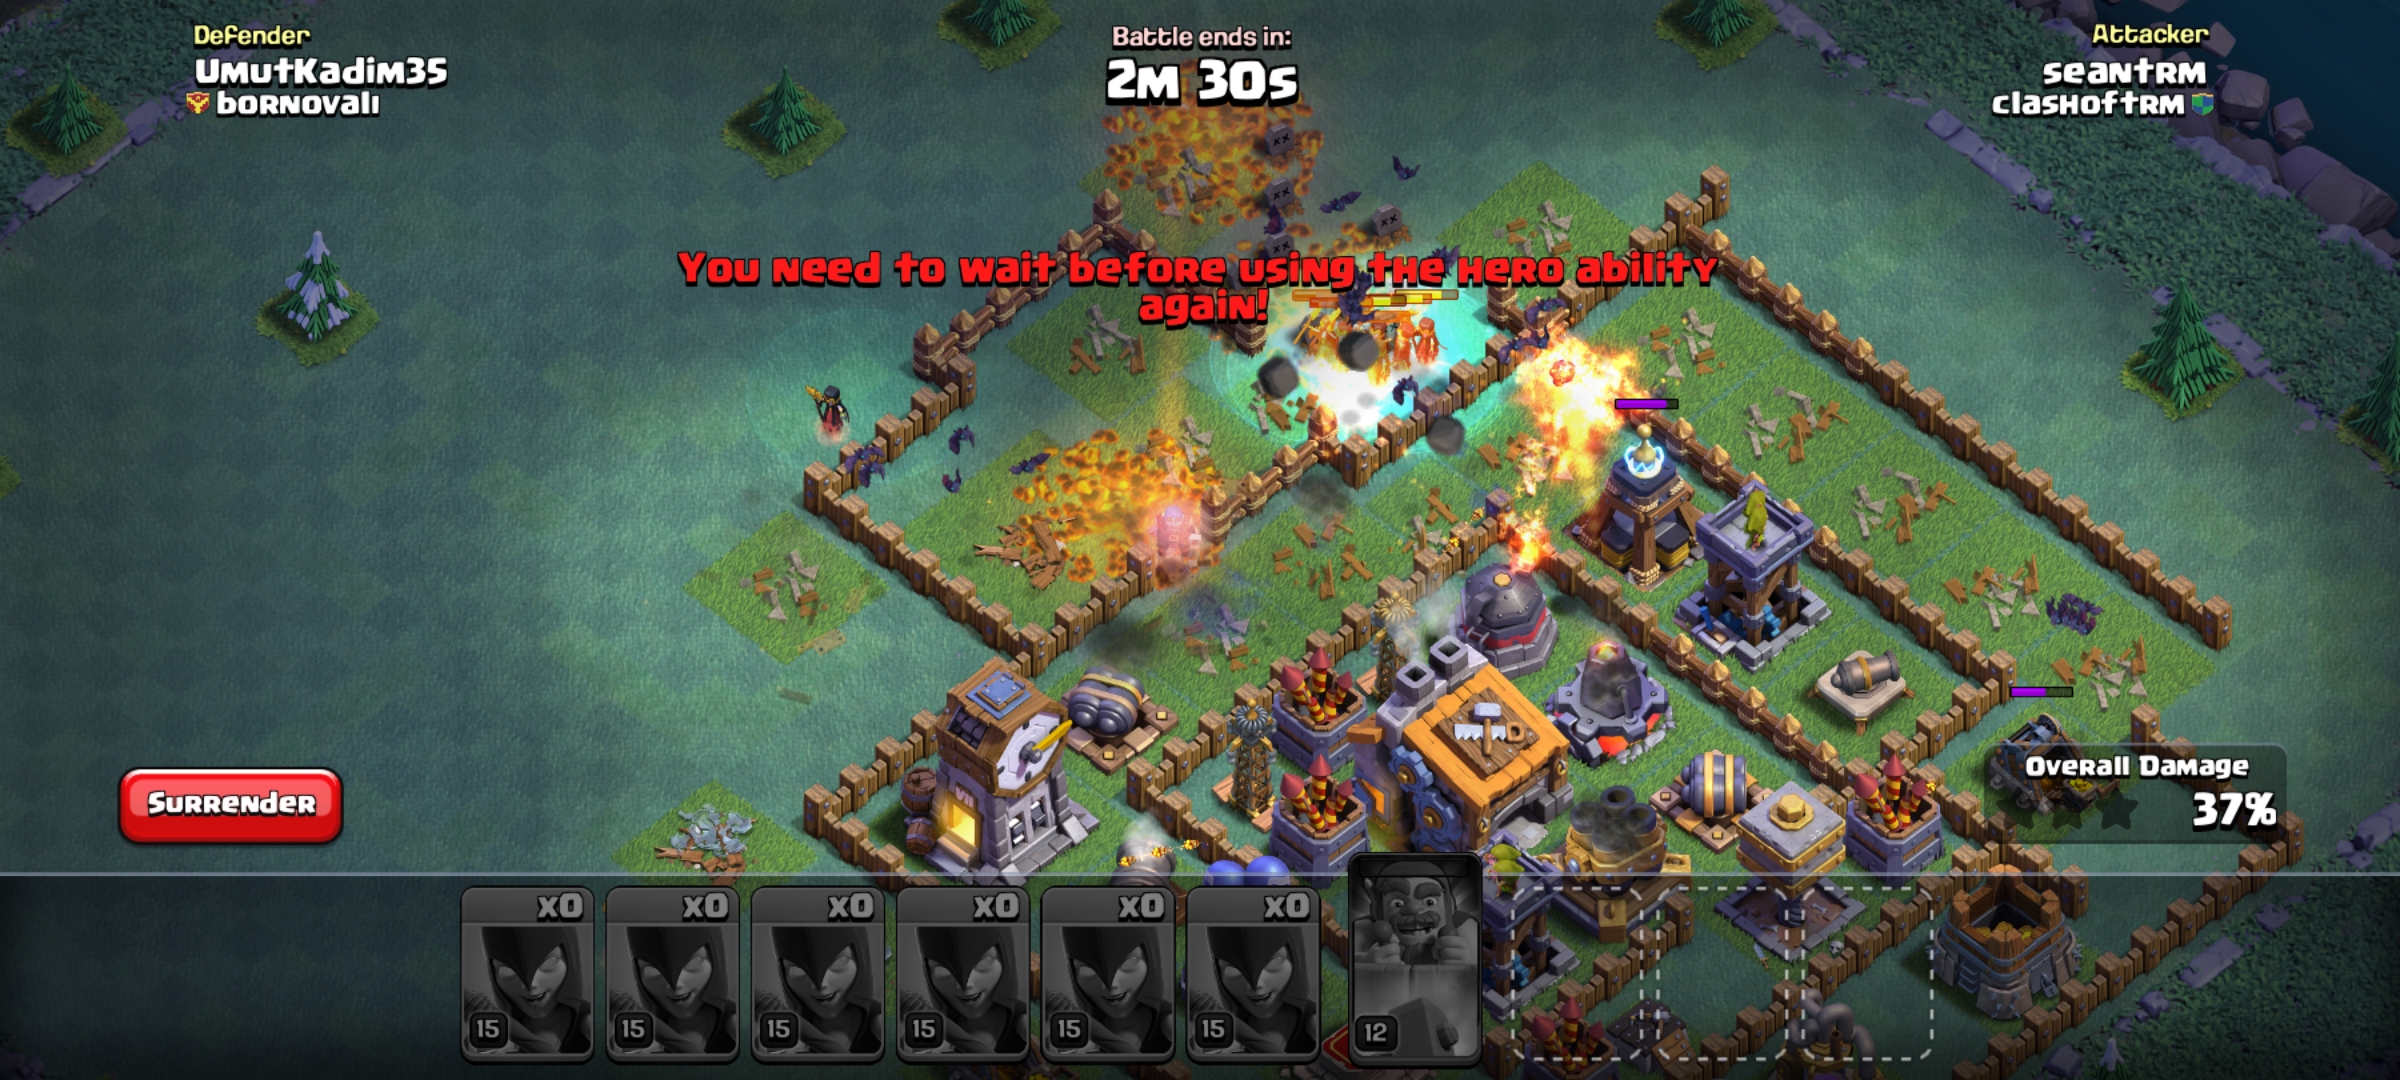 Defender
UmutKadim35
bornovalı
Battle ends in:
2m 30s
Attacker
seantrm
clashoftrm
You need to wait before using the hero ability
again!
Surrender
Overall Damage
37%
x0
x0
x0
x0
x0
x0
15
15
15
15
15
15
12